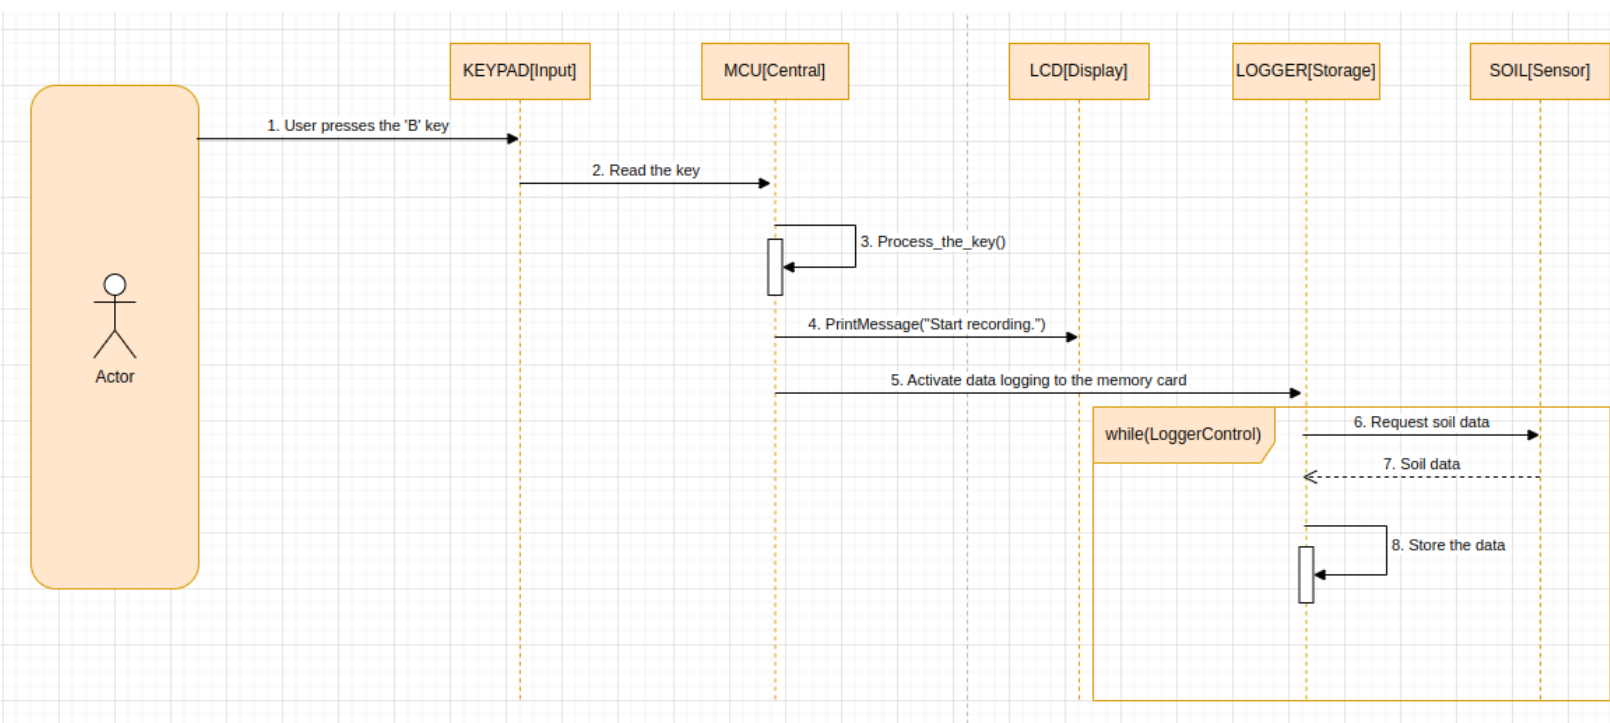 KEYPAD[Input]
MCU[Central]
LCD[Display]
LOGGER[Storage]
SOIL[Sensor]
1. User presses the 'B' key
2. Read the key
3. Process_the_key()
Actor
4. PrintMessage("Start recording.")
5. Activate data logging to the memory card
while(LoggerControl)
6. Request soil data
7. Soil data
8. Store the data